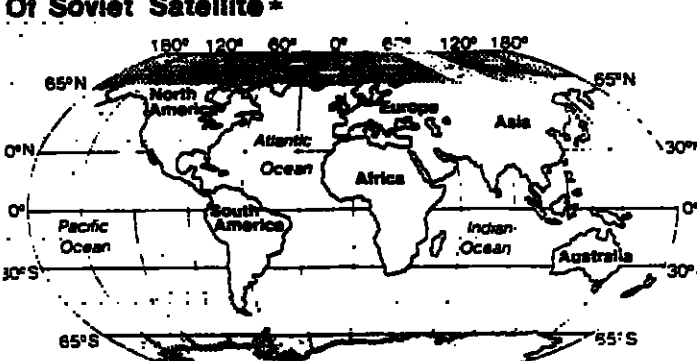 Of Soviet Satellite*
180° 120° 60° 0° 120° 180°
65°N 65°N
North
America
Europe
Asia
Atlantic
Ocean
0°N 30°
Africa
0° 0°
South
America
Pacific
Ocean
Indian
Ocean
Australia
30°S 30°
65°S 65°S